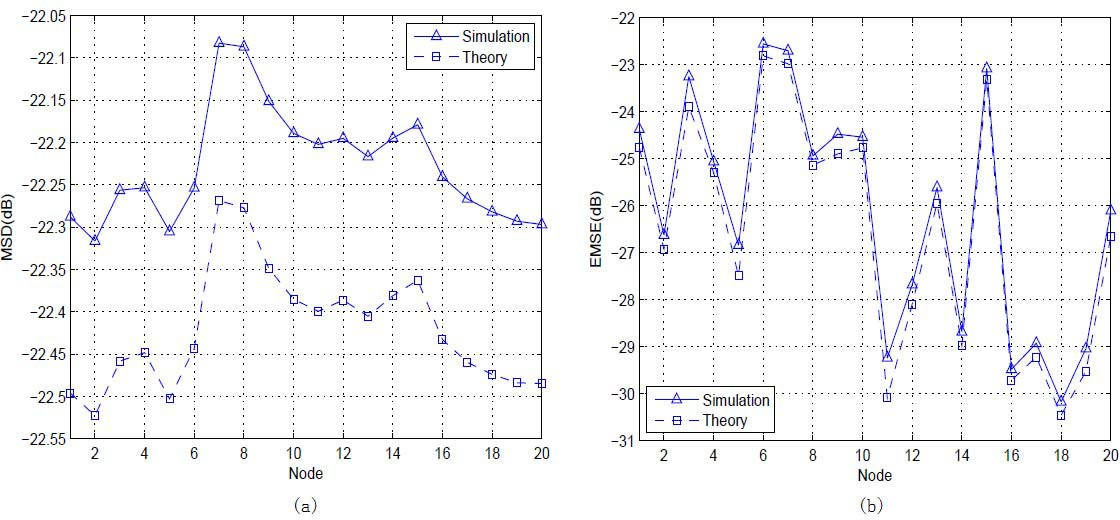 −22.05
−22.1
−22.15
−22.2
−22.25
−22.3
−22.35
−22.4
−22.45
−22.5
−22.55
MSD(dB)
Simulation
Theory
2 4 6 8 10 12 14 16 18 20
Node
(a)
−22
−23
−24
−25
−26
−27
−28
−29
−30
−31
EMSE(dB)
Simulation
Theory
2 4 6 8 10 12 14 16 18 20
Node
(b)